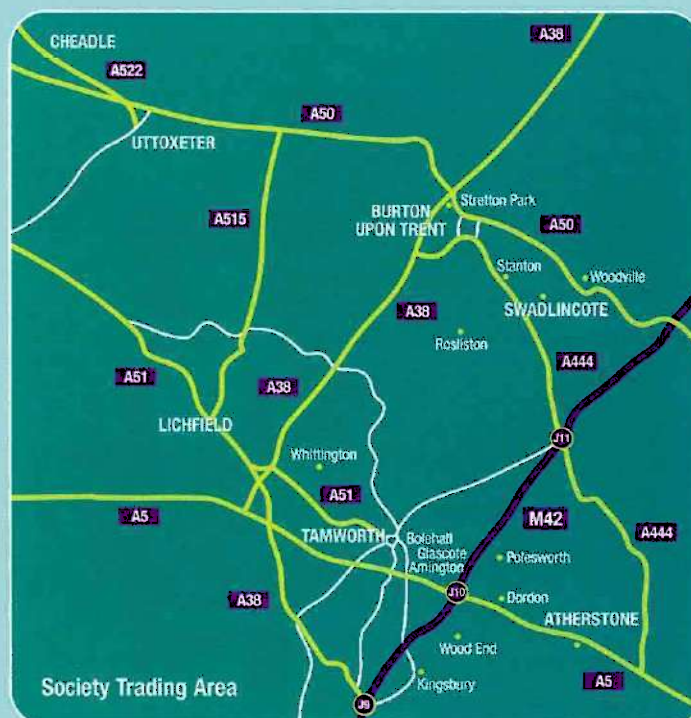 CHEADLE
A38
A522
A50
UTTOXETER
Stretton Park
BURTON
UPON TRENT
A515
A50
Stanton
Woodville
SWADLINCOTE
A38
Rosliston
A444
A51
A38
LICHFIELD
J11
Whittington
A51
M42
A5
TAMWORTH
Bolehall
Glascote
Amington
A444
Polesworth
J10
Dordon
A38
ATHERSTONE
Wood End
Society Trading Area
Kingsbury
A5
J9